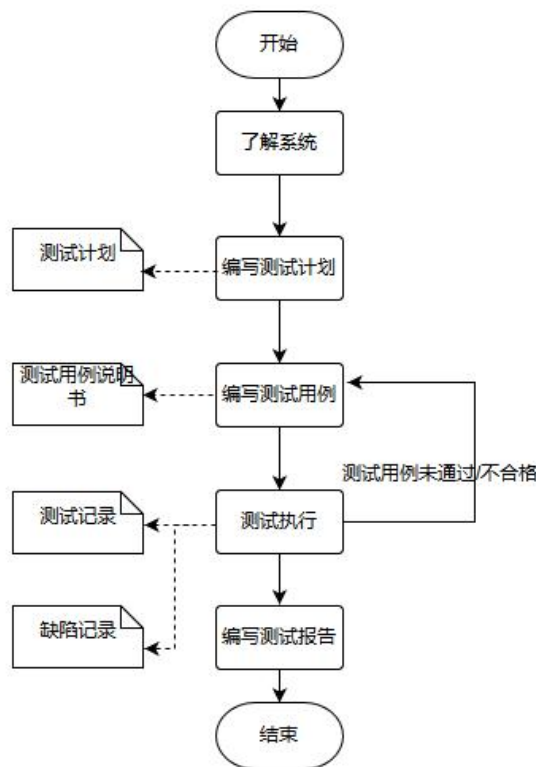 开始
了解系统
测试计划
编写测试计划
测试用例说明
书
编写测试用例
测试用例未通过/不合格
测试记录
测试执行
缺陷记录
编写测试报告
结束